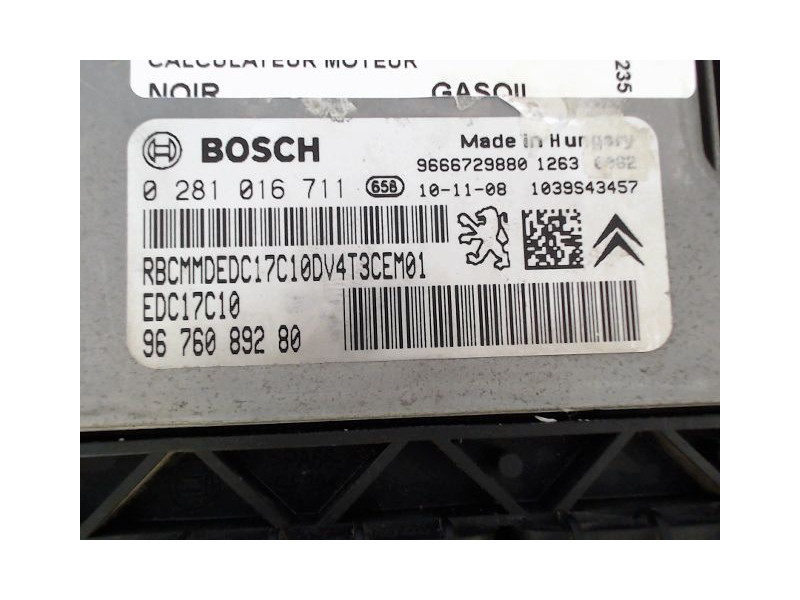 CALCULATEUR MOTEUR
NOIR GASOIL
235
BOSCH
Made in Hungary
9666729880 1263
0 281 016 711 65B 10-11-08 1039S43457
RBCMMDEDC17C10DV4T3CEM01
EDC17C10
96 760 892 80